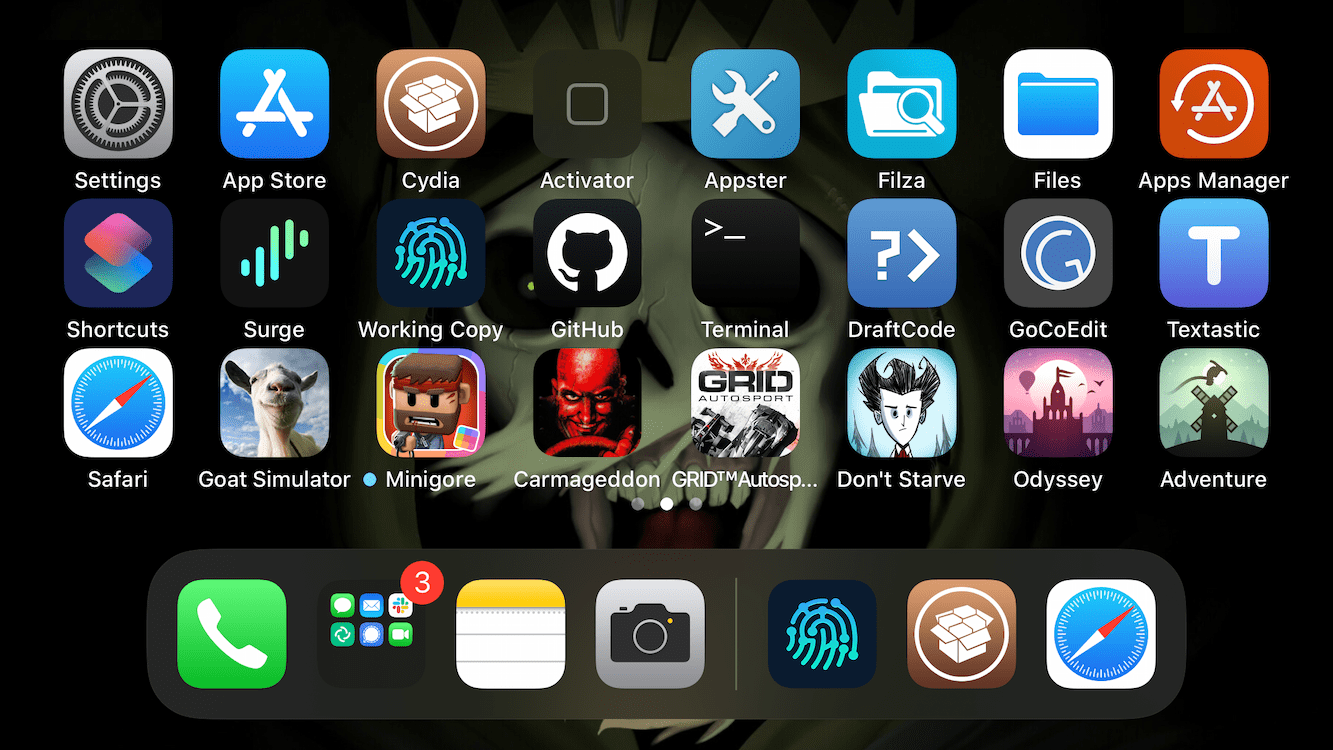 Settings
App Store
Cydia
Activator
Appster
Filza
Files
Apps Manager
>_
?>
T
Shortcuts
Surge
Working Copy
GitHub
Terminal
DraftCode
GoCoEdit
Textastic
GRID
AUTOSPORT
Safari
Goat Simulator
Minigore
Carmageddon
GRID™Autosp...
Don't Starve
Odyssey
Adventure
3